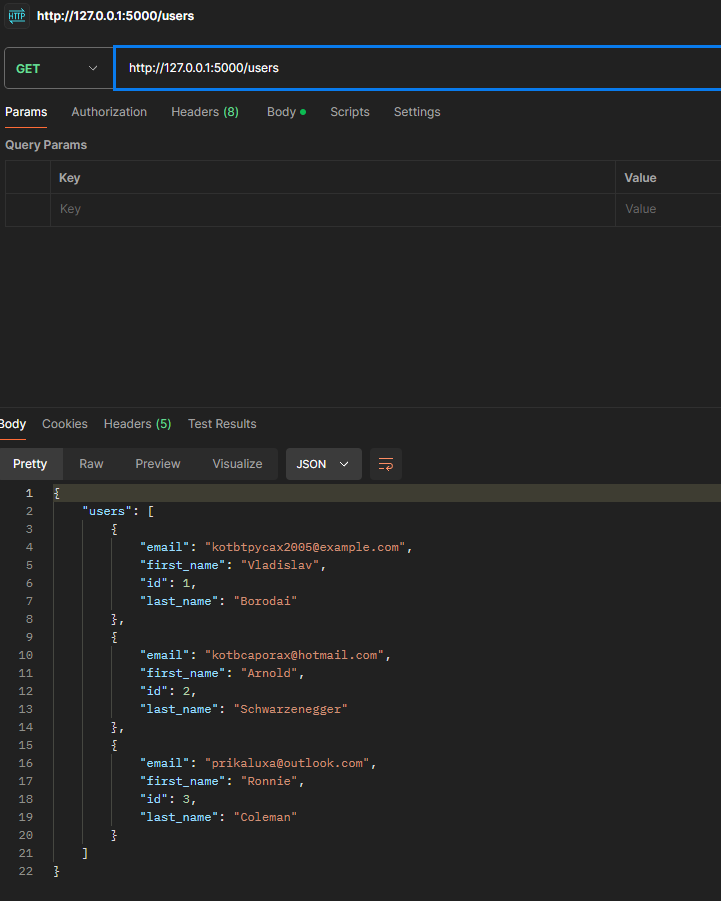 HTTP http://127.0.0.1:5000/users
GET http://127.0.0.1:5000/users
Params Authorization Headers (8) Body Scripts Settings
Query Params
Key Value
Key Value
Body Cookies Headers (5) Test Results
Pretty Raw Preview Visualize JSON
1 {
2 "users": [
3 {
4 "email": "kotbtpycax2005@example.com",
5 "first_name": "Vladislav",
6 "id": 1,
7 "last_name": "Borodai"
8 },
9 {
10 "email": "kotbcaporax@hotmail.com",
11 "first_name": "Arnold",
12 "id": 2,
13 "last_name": "Schwarzenegger"
14 },
15 {
16 "email": "prikaluxa@outlook.com",
17 "first_name": "Ronnie",
18 "id": 3,
19 "last_name": "Coleman"
20 }
21 ]
22 }